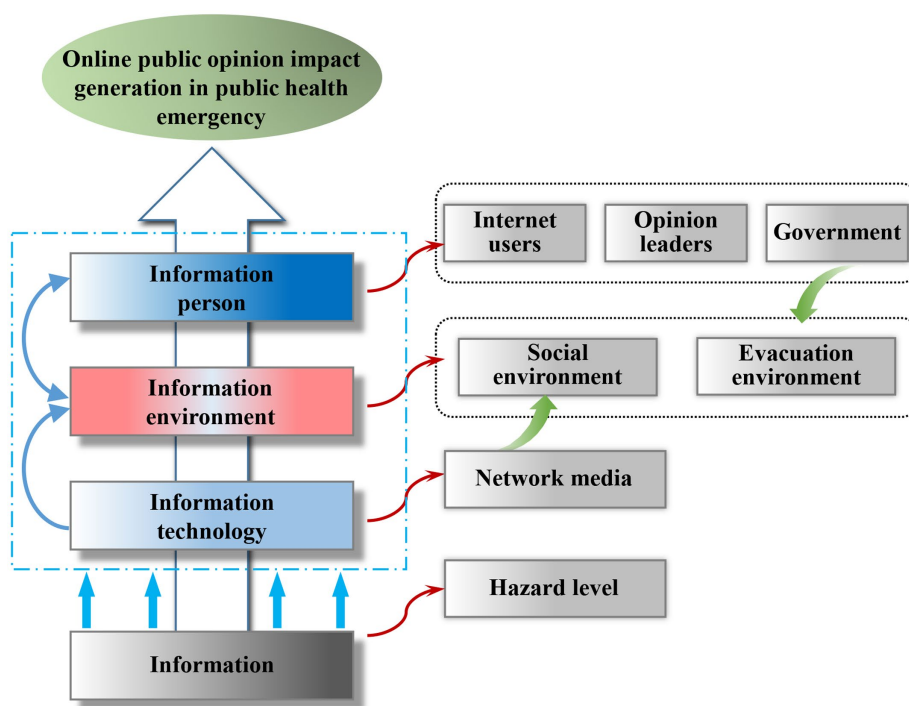 Online public opinion impact
generation in public health
emergency
Information
person
Internet
users
Opinion
leaders
Government
Information
environment
Social
environment
Evacuation
environment
Information
technology
Network media
Hazard level
Information